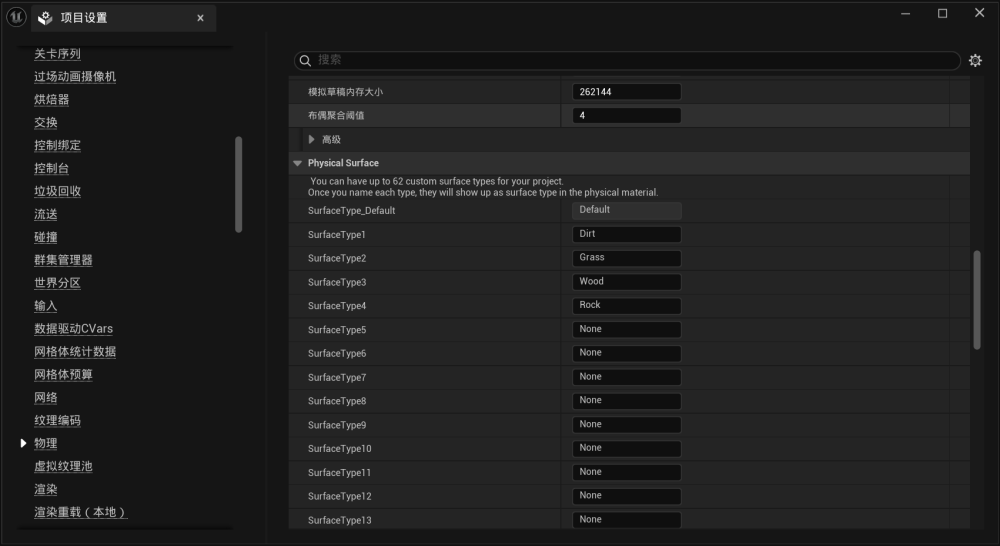 项目设置
关卡序列
过场动画摄像机
烘焙器
交换
控制绑定
控制台
垃圾回收
流送
碰撞
群集管理器
世界分区
输入
数据驱动CVars
网格体统计数据
网格体预算
网络
纹理编码
物理
虚拟纹理池
渲染
渲染重载（本地）
搜索
模拟草稿内存大小 262144
布偶聚合阈值 4
高级
Physical Surface
You can have up to 62 custom surface types for your project.
Once you name each type, they will show up as surface type in the physical material.
SurfaceType_Default Default
SurfaceType1 Dirt
SurfaceType2 Grass
SurfaceType3 Wood
SurfaceType4 Rock
SurfaceType5 None
SurfaceType6 None
SurfaceType7 None
SurfaceType8 None
SurfaceType9 None
SurfaceType10 None
SurfaceType11 None
SurfaceType12 None
SurfaceType13 None